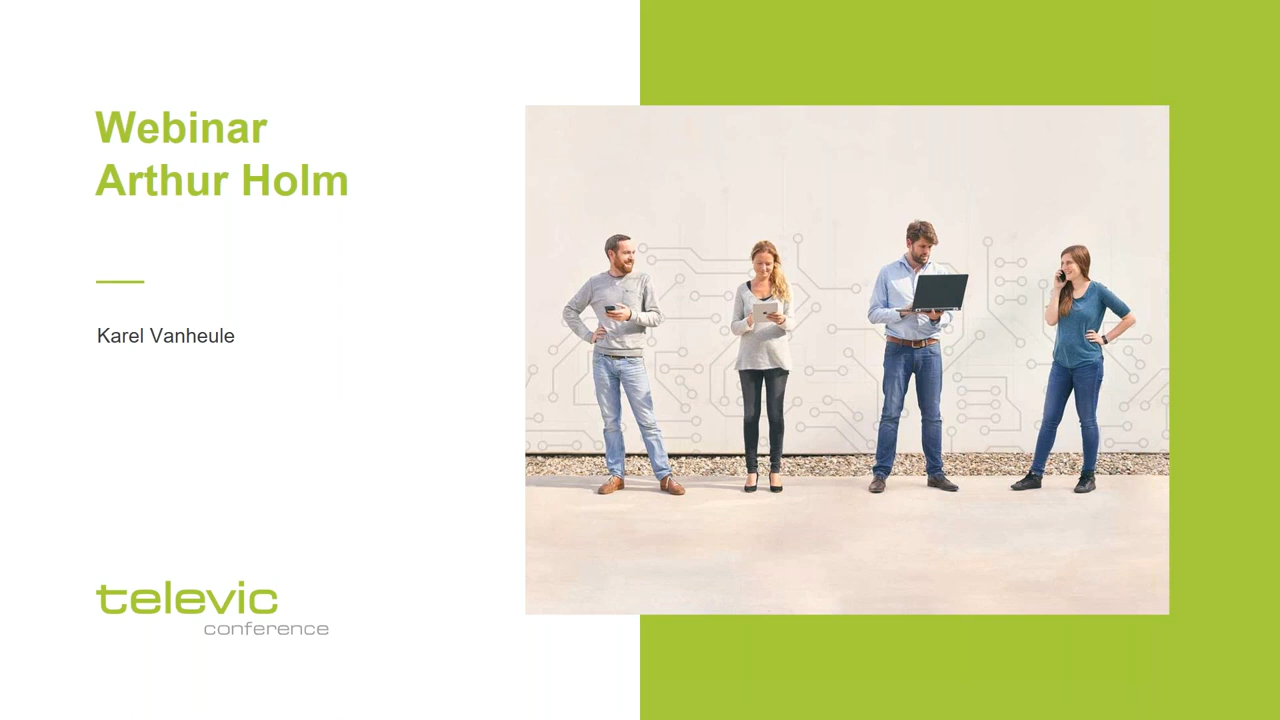 Webinar
Arthur Holm
Karel Vanheule
televic
conference